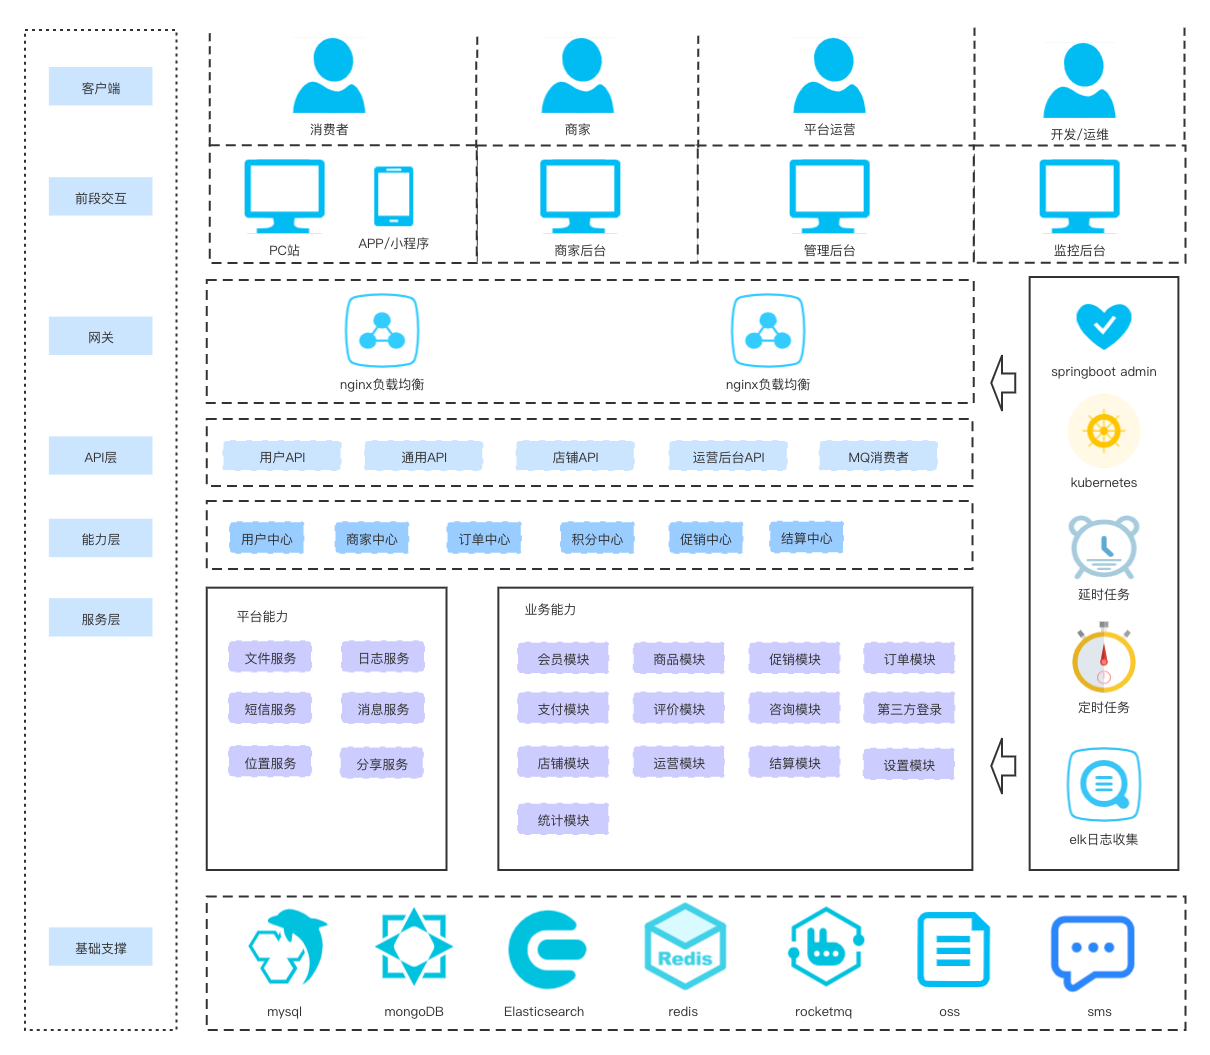 客户端
消费者
商家
平台运营
开发/运维
前段交互
PC站
APP/小程序
商家后台
管理后台
监控后台
网关
nginx负载均衡
nginx负载均衡
springboot admin
kubernetes
延时任务
定时任务
elk日志收集
API层
用户API
通用API
店铺API
运营后台API
MQ消费者
能力层
用户中心
商家中心
订单中心
积分中心
促销中心
结算中心
服务层
平台能力
文件服务
日志服务
短信服务
消息服务
位置服务
分享服务
业务能力
会员模块
商品模块
促销模块
订单模块
支付模块
评价模块
咨询模块
第三方登录
店铺模块
运营模块
结算模块
设置模块
统计模块
基础支撑
Redis
mysql
mongoDB
Elasticsearch
redis
rocketmq
oss
sms